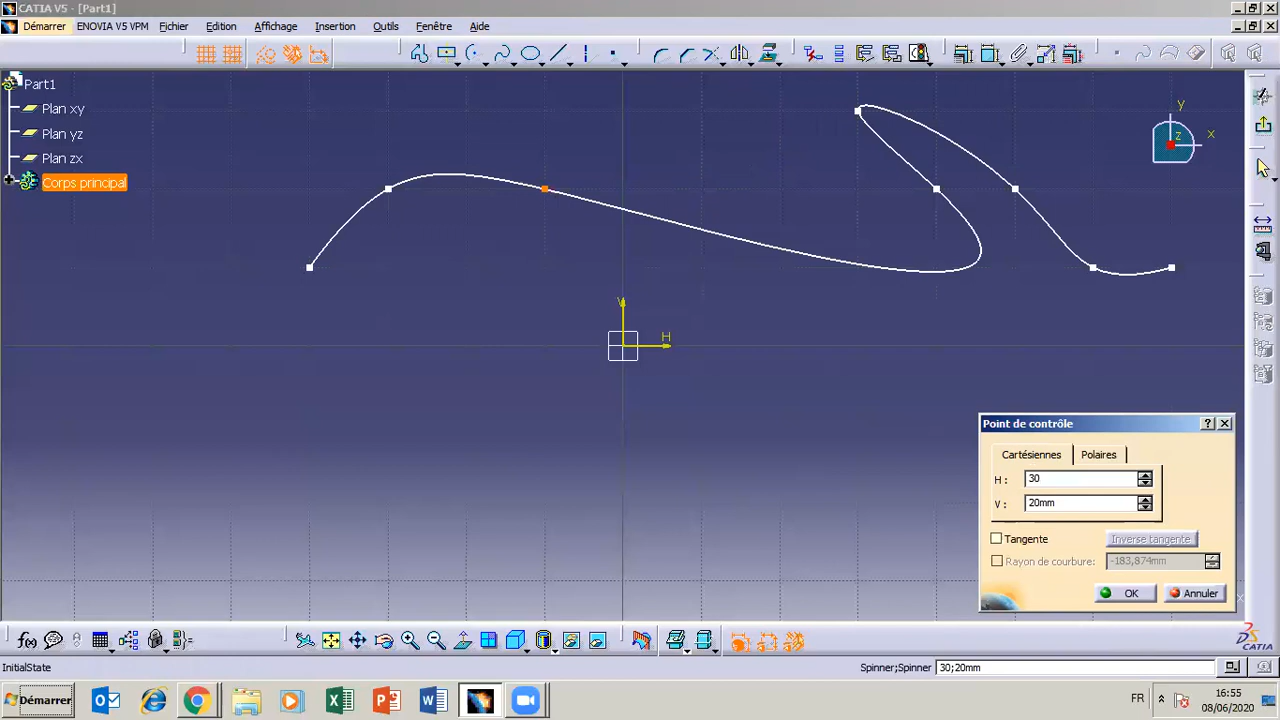 CATIA V5 - [Part1]
Démarrer ENOVIA V5 VPM Fichier Edition Affichage Insertion Outils Fenêtre Aide
Part1
Plan xy
Plan yz
Plan zx
Corps principal
y
x
z
V
H
Point de contrôle
Cartésiennes Polaires
H : 30
V : 20mm
Tangente Inverse tangente
Rayon de courbure: -183,874mm
OK Annuler
f(x)
CATIA
InitialState Spinner;Spinner 30;20mm
Démarrer FR 16:55
08/06/2020